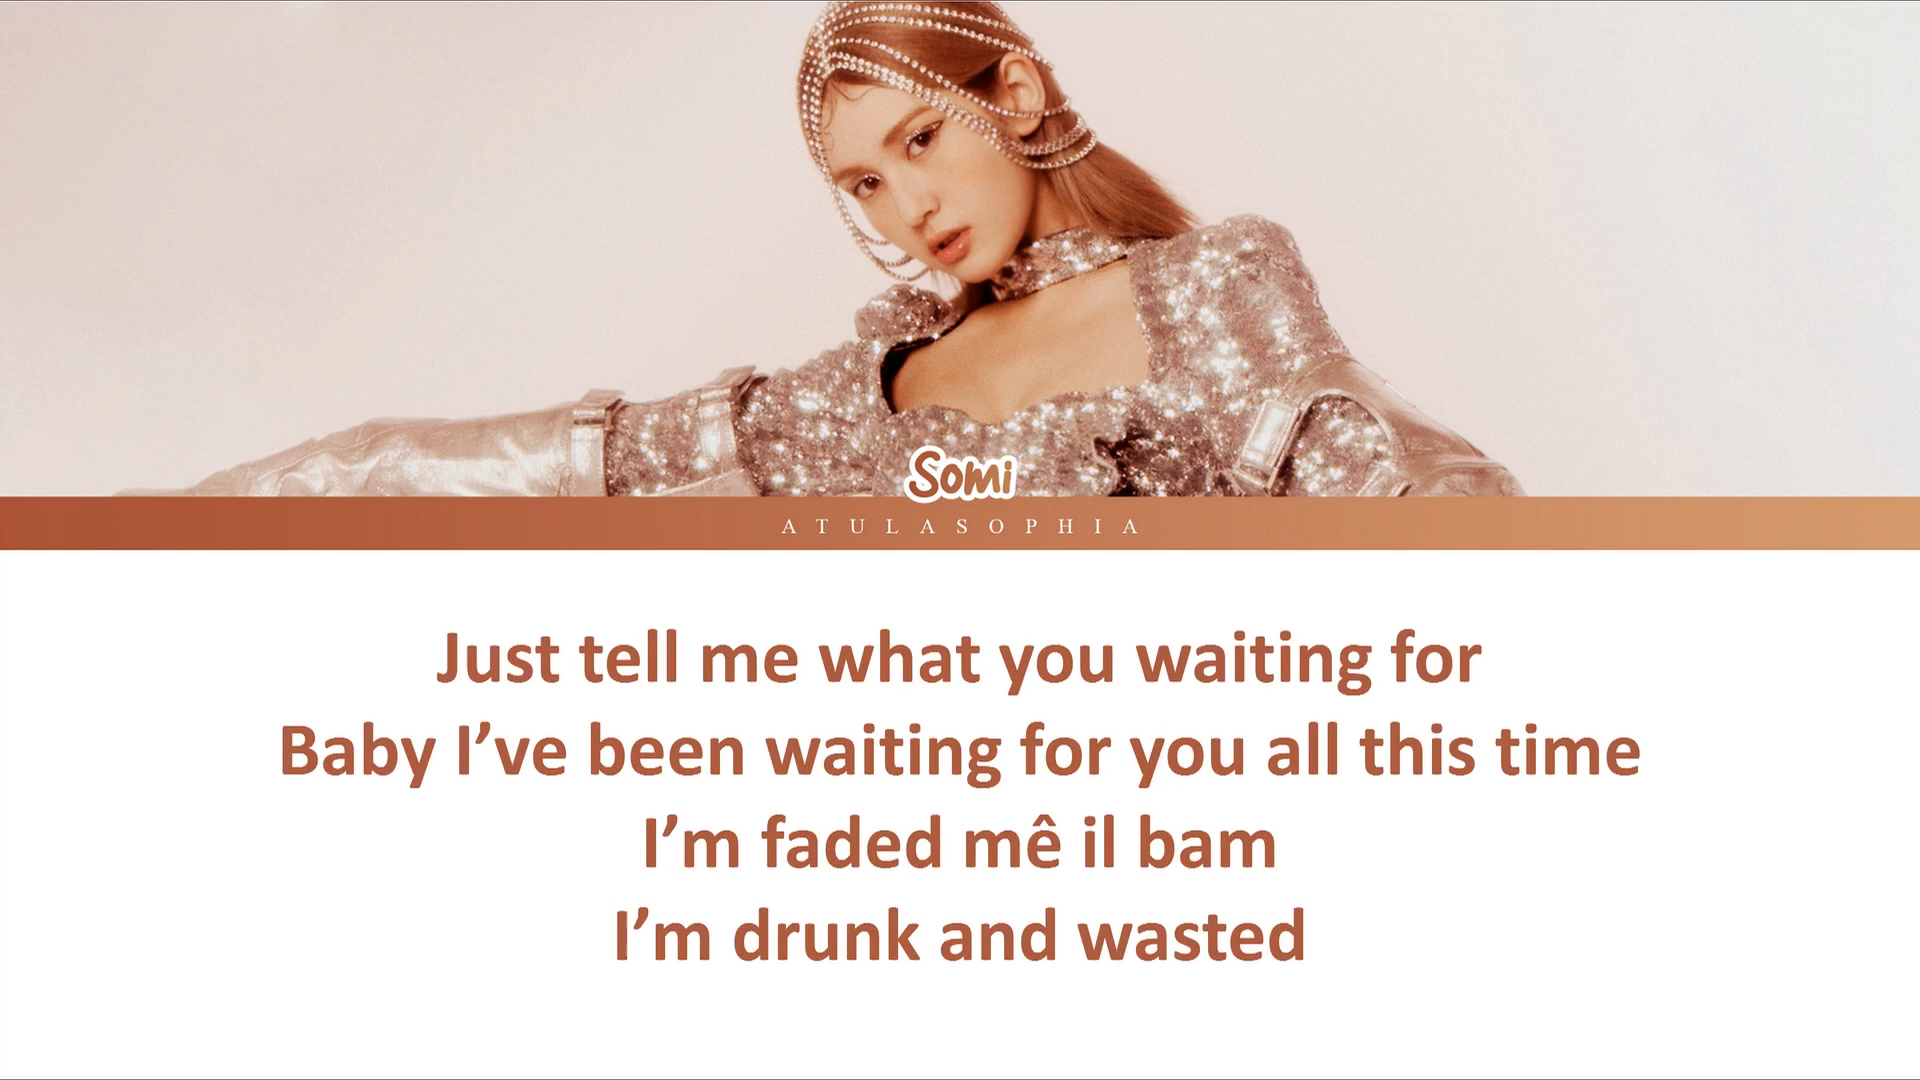 Somi
ATULASOPHIA
Just tell me what you waiting for
Baby I’ve been waiting for you all this time
I’m faded mê il bam
I’m drunk and wasted